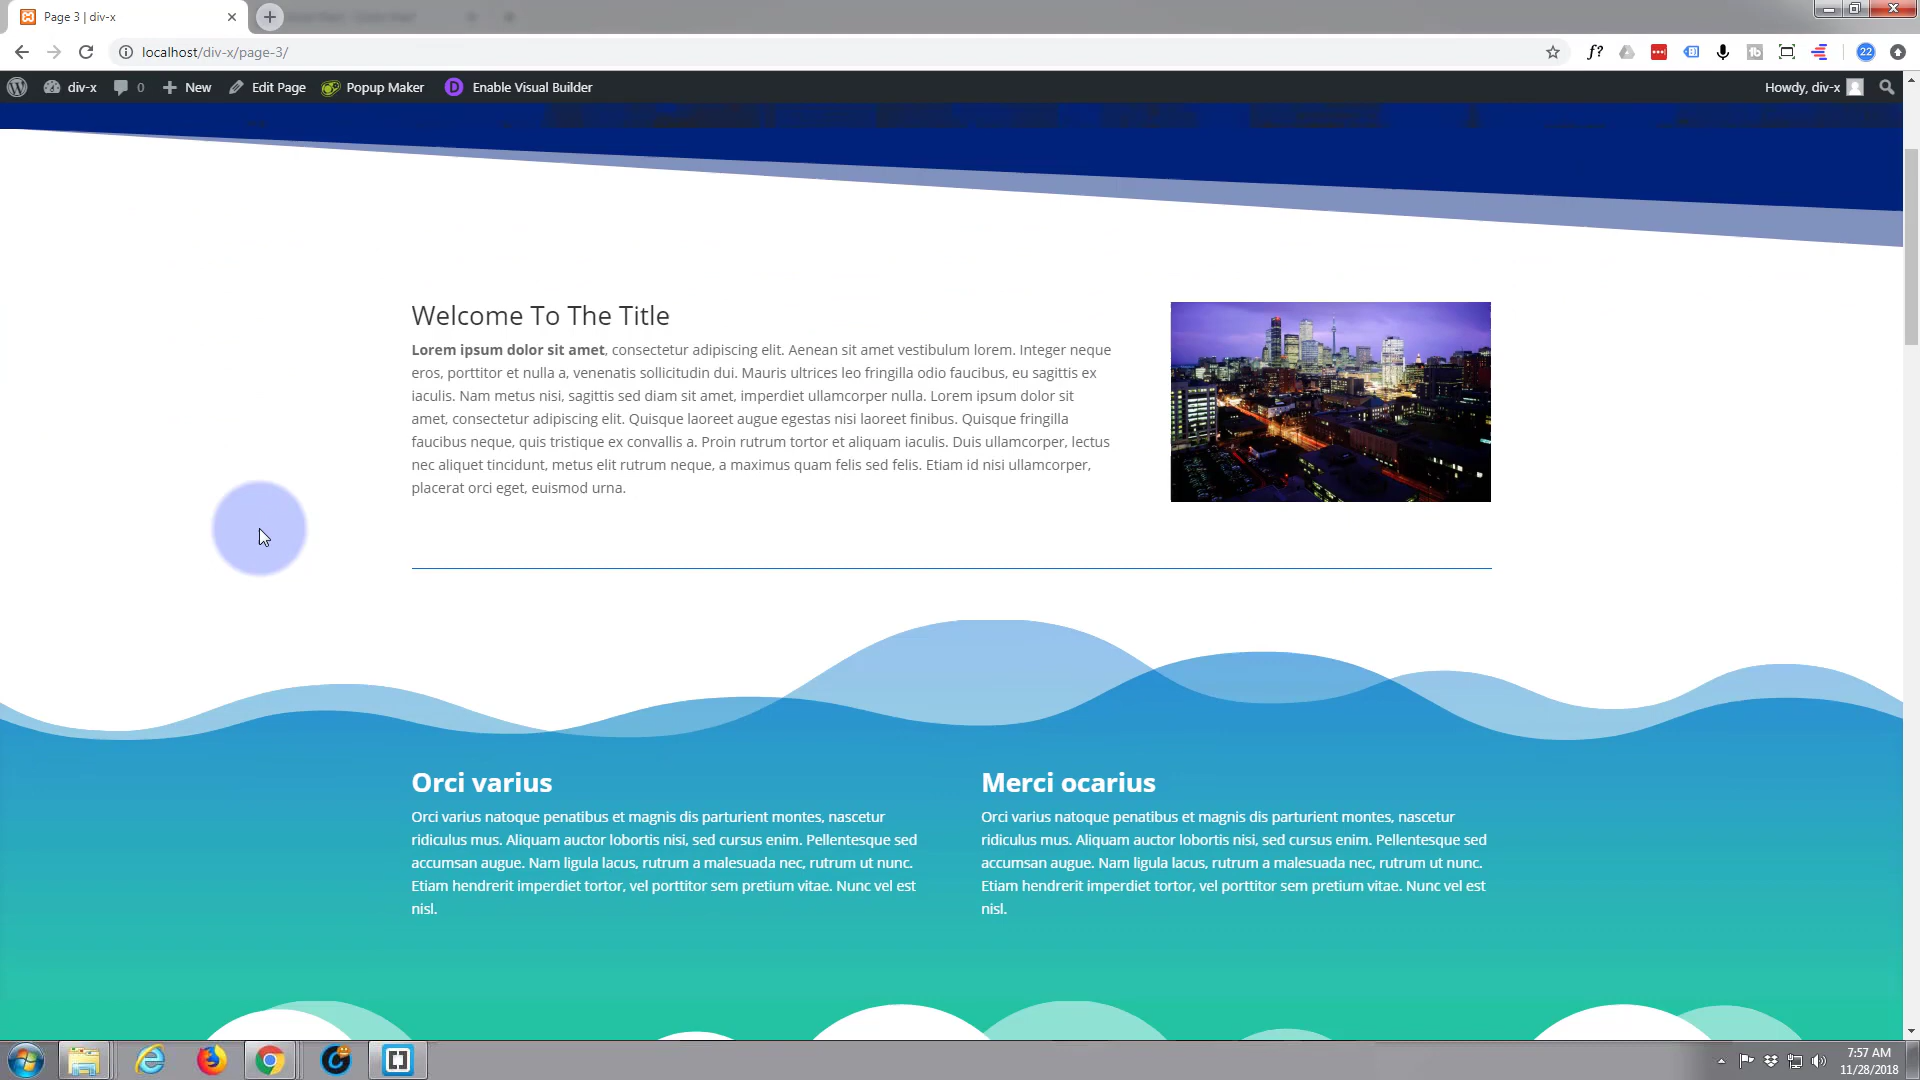 Page 3 | div-x
localhost/div-x/page-3/
f?
22
div-x
0
New
Edit Page
Popup Maker
D
Enable Visual Builder
Howdy, div-x
Welcome To The Title
Lorem ipsum dolor sit amet, consectetur adipiscing elit. Aenean sit amet vestibulum lorem. Integer neque
eros, porttitor et nulla a, venenatis sollicitudin dui. Mauris ultrices leo fringilla odio faucibus, eu sagittis ex
iaculis. Nam metus nisi, sagittis sed diam sit amet, imperdiet ullamcorper nulla. Lorem ipsum dolor sit
amet, consectetur adipiscing elit. Quisque laoreet augue egestas nisi laoreet finibus. Quisque fringilla
faucibus neque, quis tristique ex convallis a. Proin rutrum tortor et aliquam iaculis. Duis ullamcorper, lectus
nec aliquet tincidunt, metus elit rutrum neque, a maximus quam felis sed felis. Etiam id nisi ullamcorper,
placerat orci eget, euismod urna.
Orci varius
Orci varius natoque penatibus et magnis dis parturient montes, nascetur
ridiculus mus. Aliquam auctor lobortis nisi, sed cursus enim. Pellentesque sed
accumsan augue. Nam ligula lacus, rutrum a malesuada nec, rutrum ut nunc.
Etiam hendrerit imperdiet tortor, vel porttitor sem pretium vitae. Nunc vel est
nisl.
Merci ocarius
Orci varius natoque penatibus et magnis dis parturient montes, nascetur
ridiculus mus. Aliquam auctor lobortis nisi, sed cursus enim. Pellentesque sed
accumsan augue. Nam ligula lacus, rutrum a malesuada nec, rutrum ut nunc.
Etiam hendrerit imperdiet tortor, vel porttitor sem pretium vitae. Nunc vel est
nisl.
7:57 AM
11/28/2018